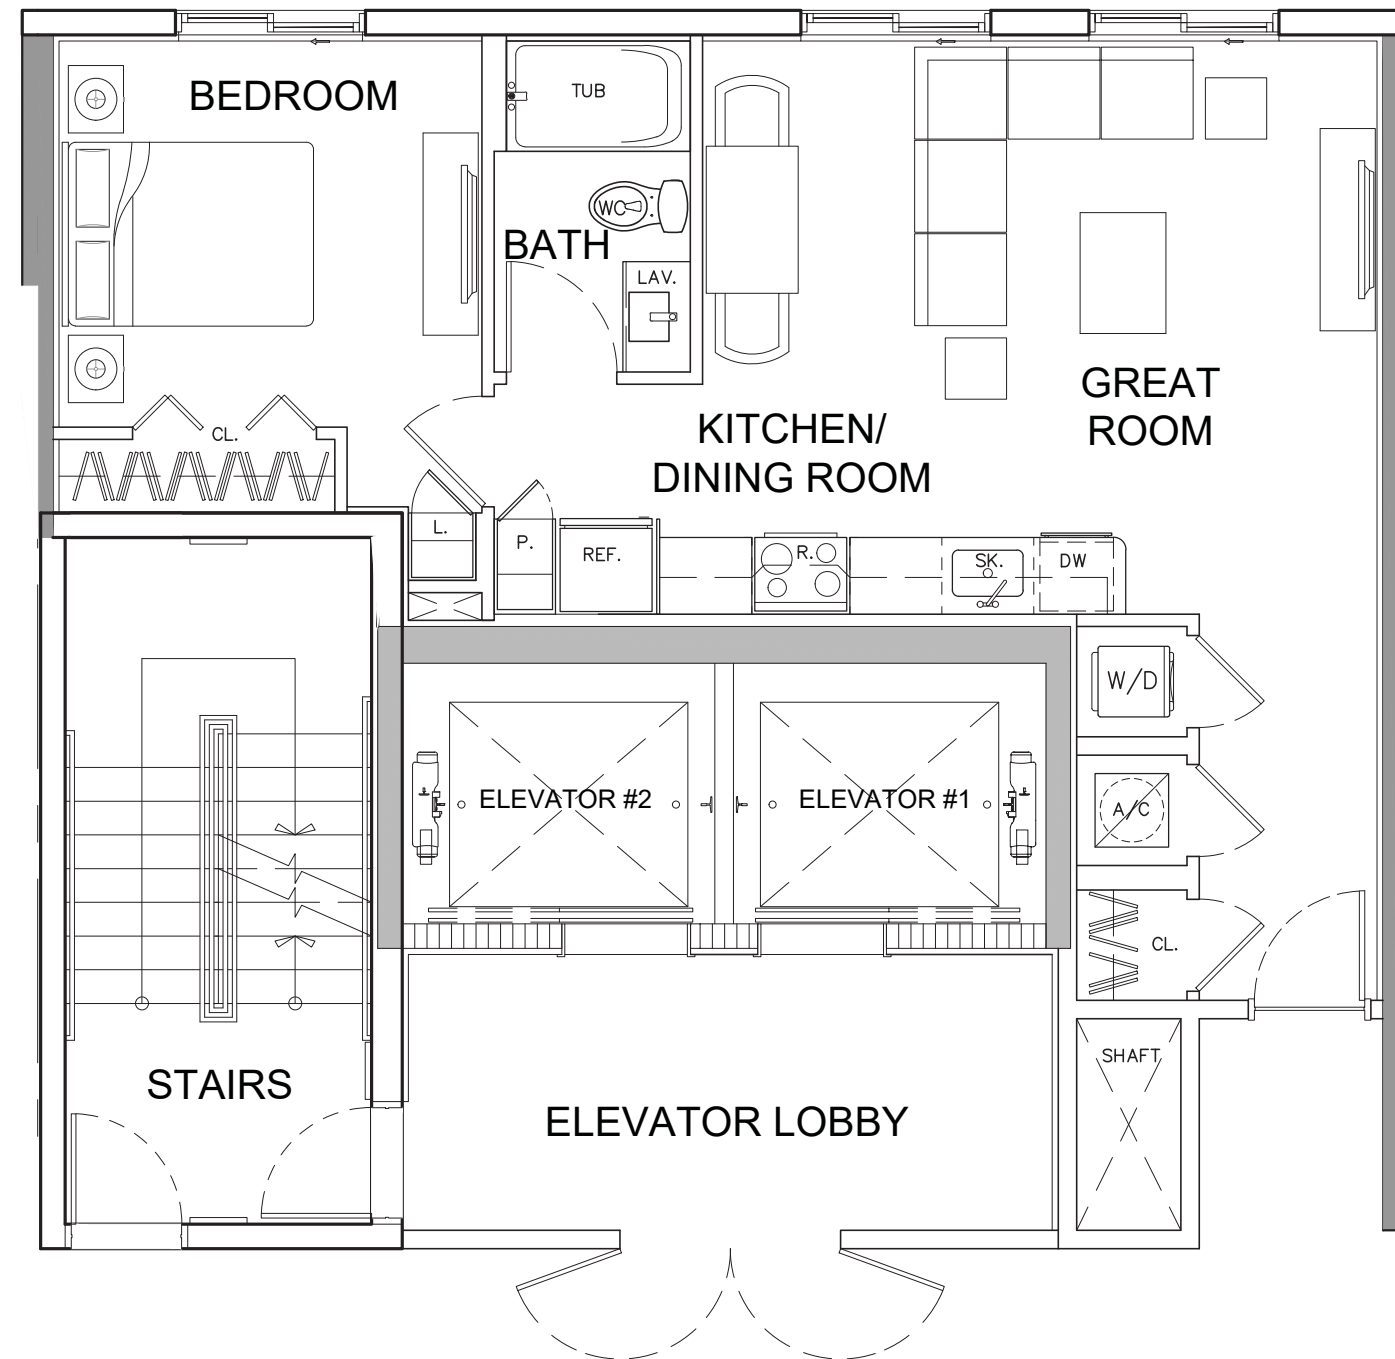 BEDROOM
TUB
WC
BATH
LAV.
GREAT
ROOM
KITCHEN/
DINING ROOM
CL.
L.
P.
REF.
R.
SK.
DW
W/D
ELEVATOR #2
ELEVATOR #1
A/C
CL.
SHAFT
STAIRS
ELEVATOR LOBBY